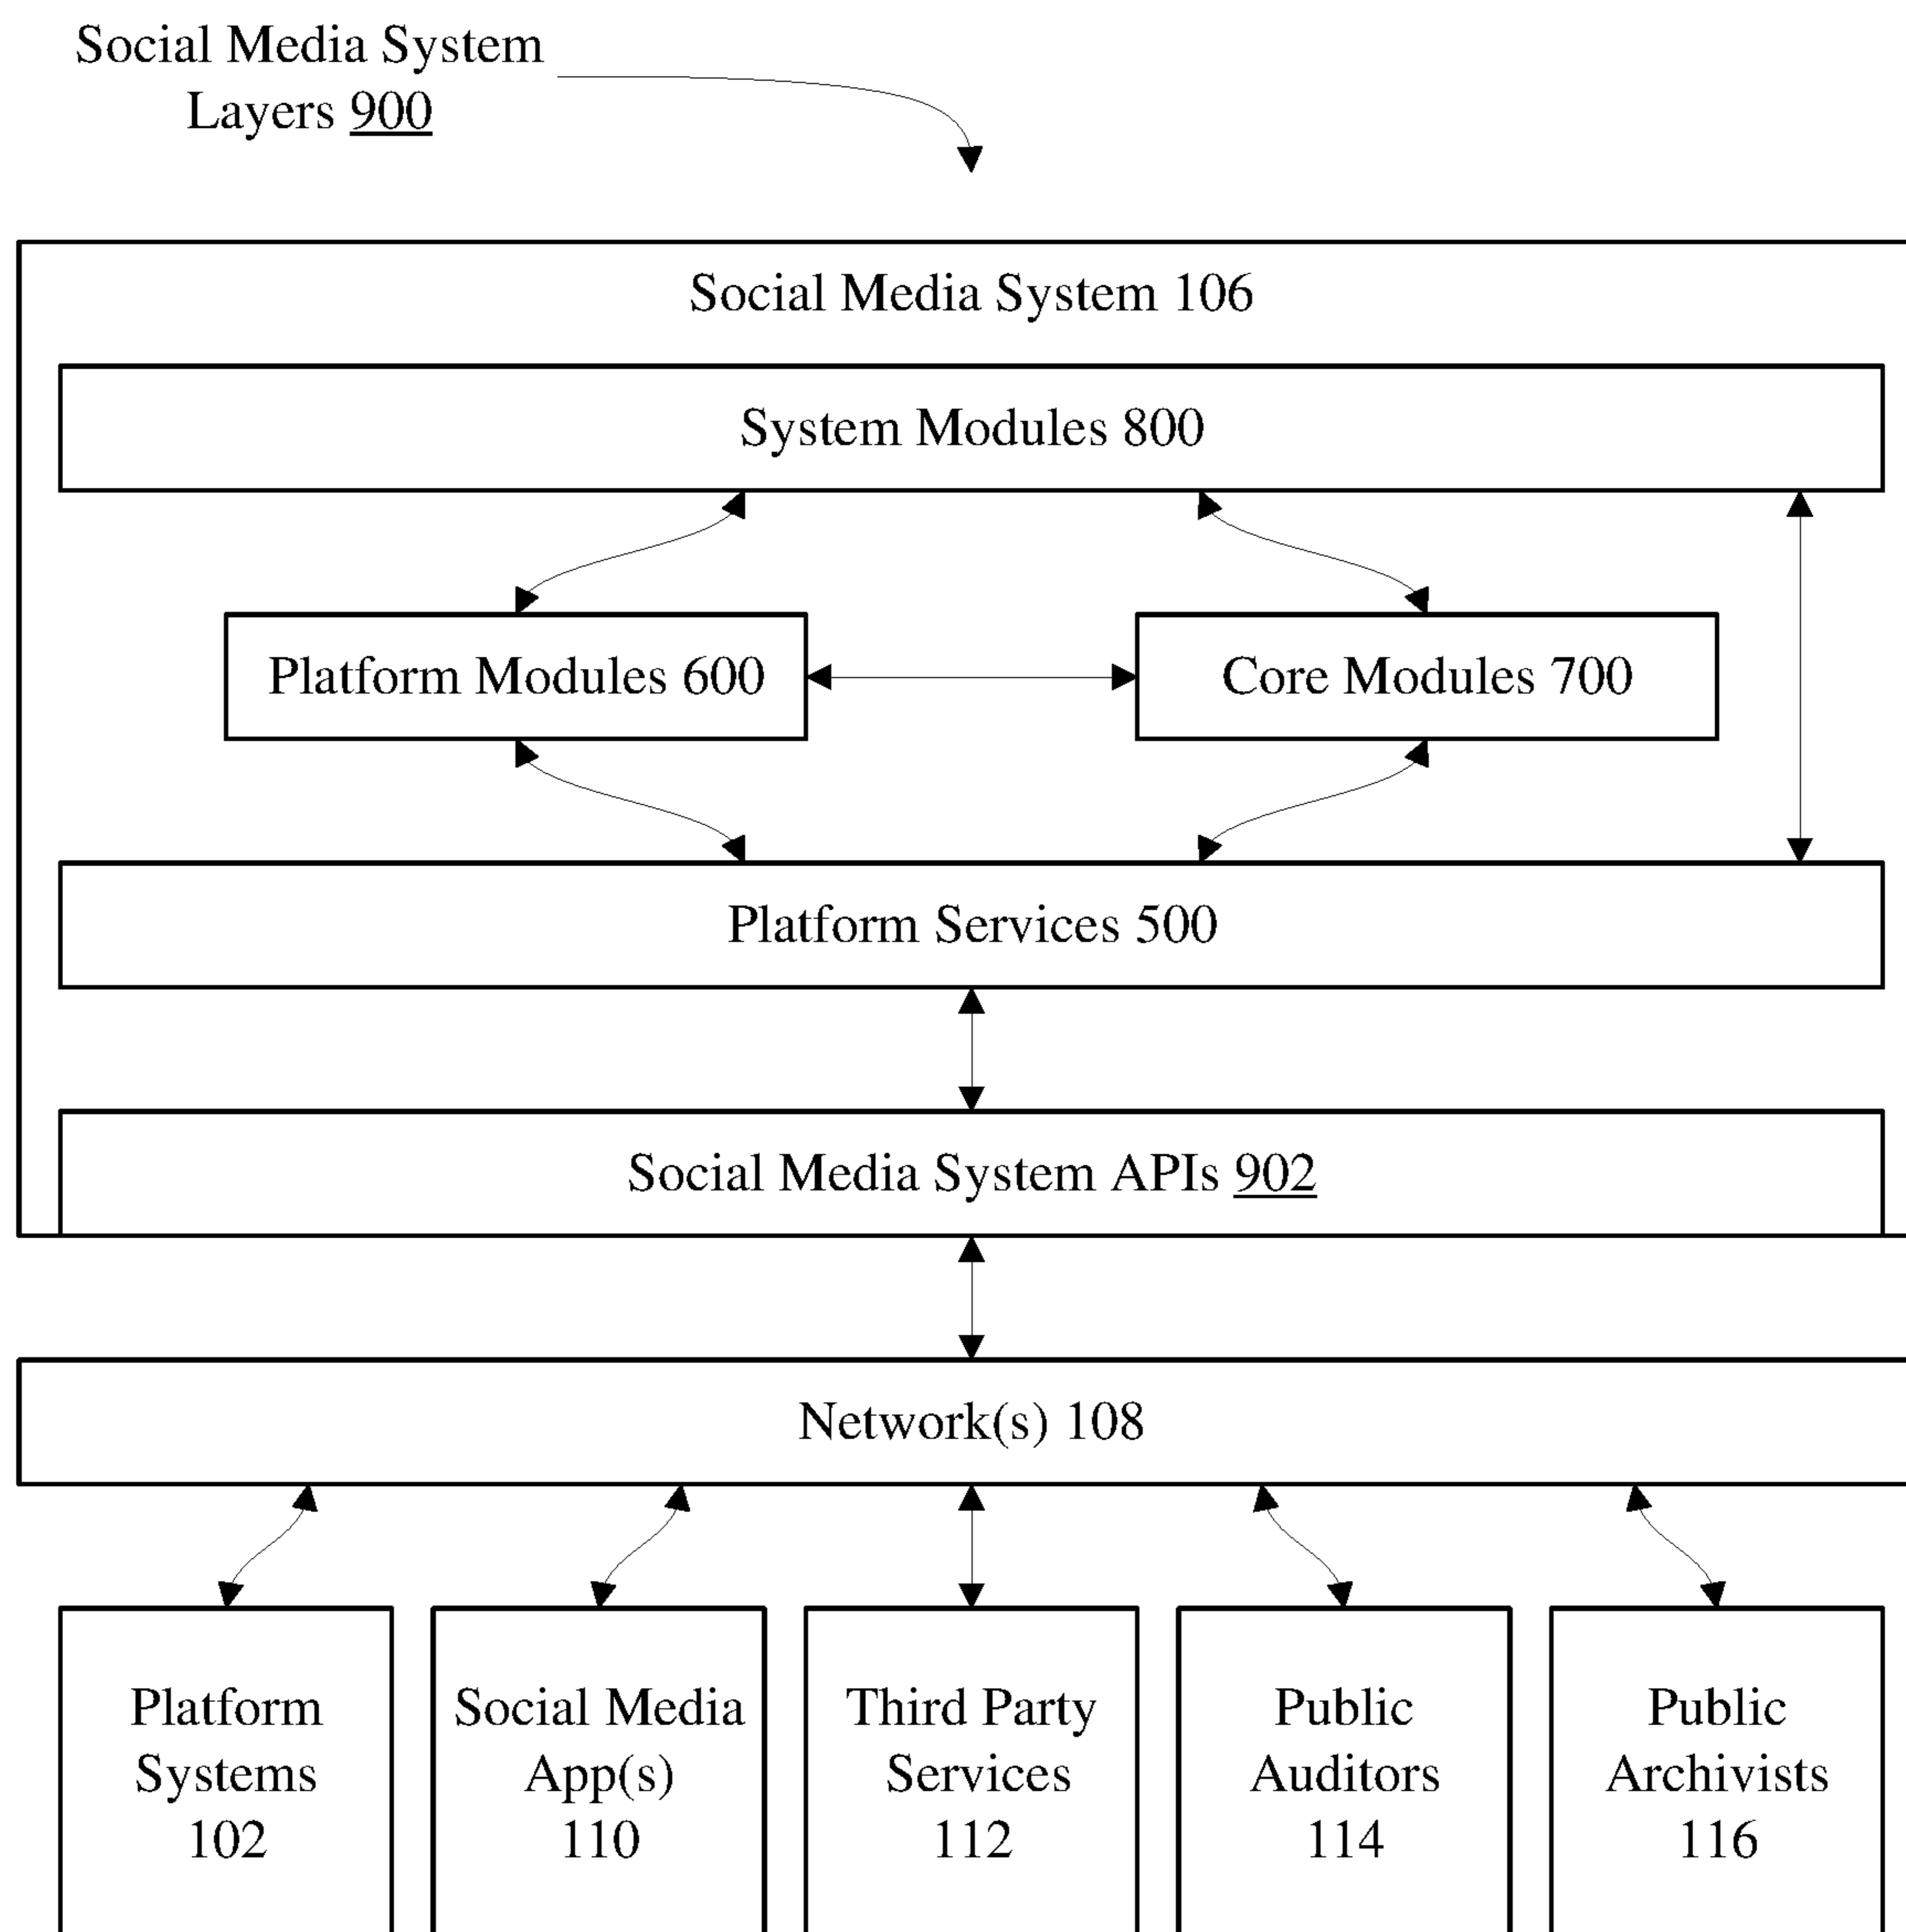 Social Media System
Layers 900
Social Media System 106
System Modules 800
Platform Modules 600
Core Modules 700
Platform Services 500
Social Media System APIs 902
Network(s) 108
Platform
Systems
102
Social Media
App(s)
110
Third Party
Services
112
Public
Auditors
114
Public
Archivists
116